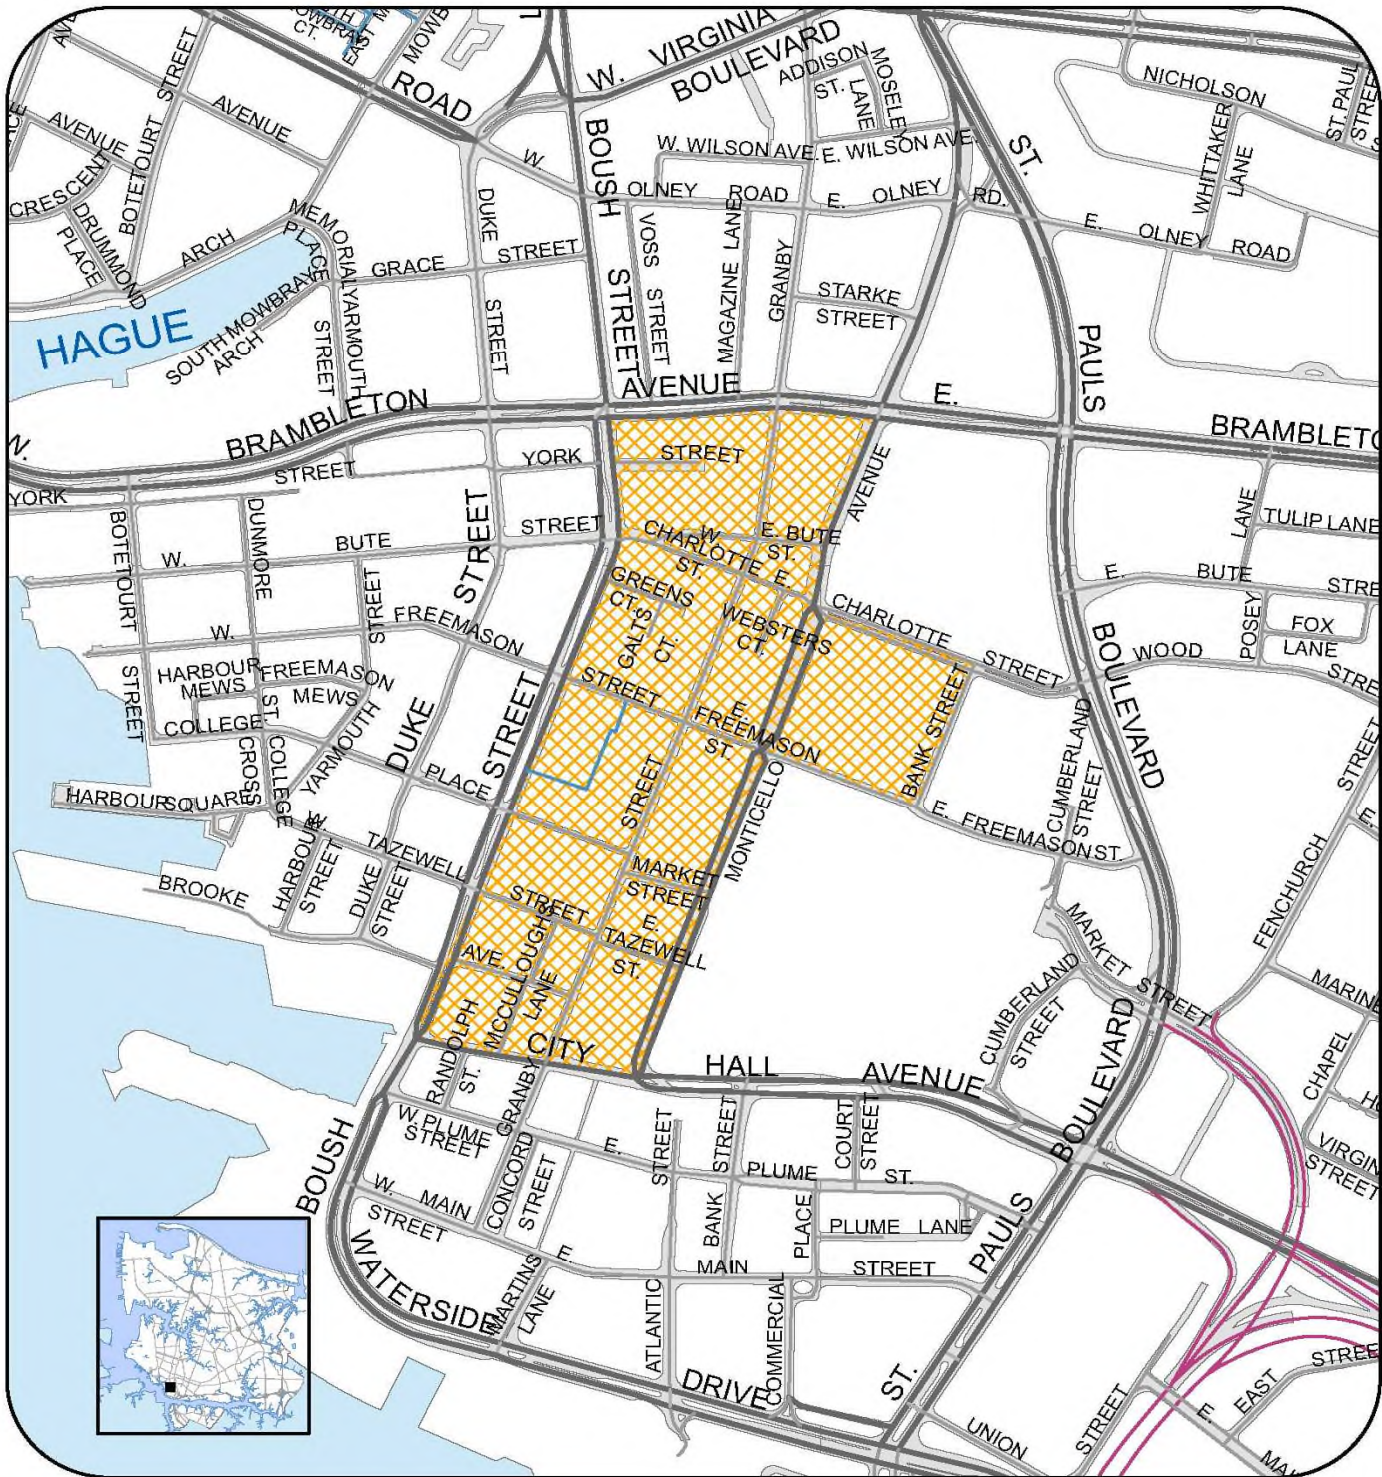 VIRGINIA
W.
BOULEVARD
ROAD
ADDISON
ST.
MOSELEY
LANE
NICHOLSON
ST. PAUL
WHITTAKER
LANE
AVENUE
BOTETOURT STREET
AVENUE
CRESCENT
DRUMMOND
PLACE
ARCH
MEMORIAL
PLACE
W.
BOUSH
STREET
W. WILSON AVE.
E. WILSON AVE.
ST.
PAULS
BOULEVARD
OLNEY
ROAD
E.
OLNEY
RD.
E.
OLNEY
ROAD
DUKE
STREET
GRACE
STREET
VOSS
STREET
MAGAZINE LANE
GRANBY
STARKE
STREET
HAGUE
SOUTH MOWBRAY
ARCH
YARMOUTH
STREET
N.
BRAMBLETON
AVENUE
E.
YORK
STREET
YORK
STREET
AVENUE
BOTETOURT
STREET
DUNMORE
STREET
W.
BUTE
STREET
W.
E. BUTE
ST.
CHARLOTTE
ST.
E.
CHARLOTTE
STREET
LANE
TULIP LANE
E.
BUTE
POSEY
FOX
LANE
WOOD
W.
FREEMASON
STREET
GREENS
CT.
GALTS
CT.
WEBSTERS
CT.
STREET
E.
FREEMASON
ST.
BANK STREET
HARBOUR
MEWS
FREEMASON
MEWS
COLLEGE
ST.
CROSS
COLLEGE
YARMOUTH
DUKE
STREET
PLACE
STREET
MONTICELLO
CUMBERLAND
STREET
E.
FREEMASON
ST.
STREET
E.
HARBOUR
SQUARE
W.
TAZEWELL
HARBOUR
STREET
DUKE
STREET
BROOKE
MARKET
STREET
STREET
E.
TAZEWELL
ST.
AVE.
MCCULLOUGHS
LANE
FENCHURCH
MARKET
STREET
CUMBERLAND
STREET
MARINE
CHAPEL
RANDOLPH
ST.
CITY
HALL
AVENUE
BOULEVARD
GRANBY
W. PLUME
STREET
E.
STREET
STREET
COURT
STREET
PLUME
ST.
BOUSH
W.
MAIN
STREET
CONCORD
STREET
BANK
PLACE
PLUME
LANE
PAULS
WATERSIDE
MARTINS
LANE
E.
MAIN
STREET
ATLANTIC
COMMERCIAL
DRIVE
ST.
UNION
STREET
E.
EAST